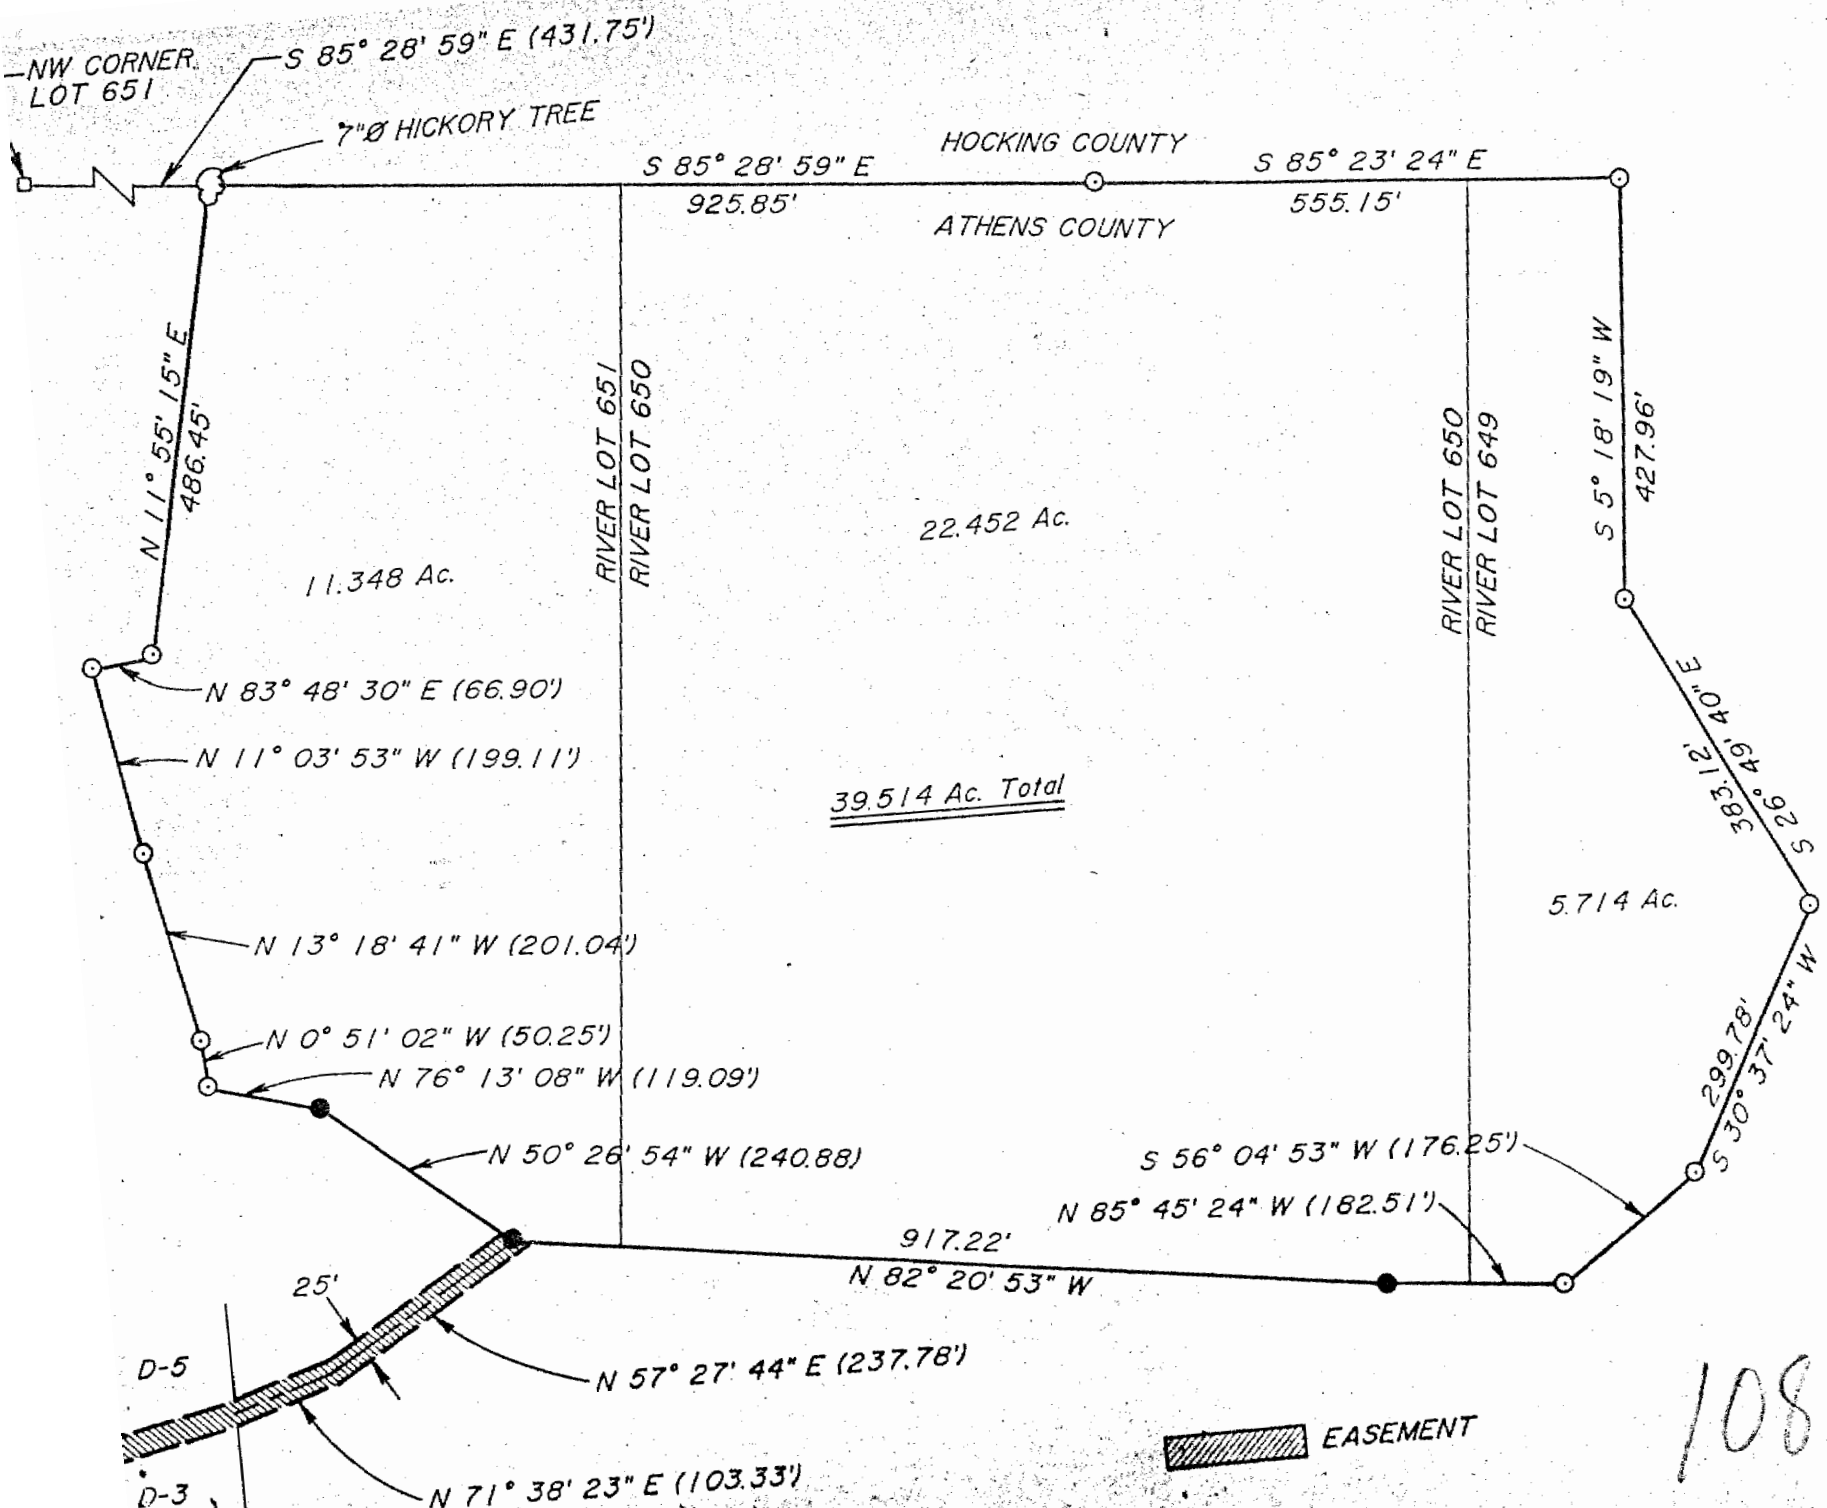 NW CORNER
LOT 651
S 85° 28' 59" E (431.75')
7"Ø HICKORY TREE
HOCKING COUNTY
S 85° 28' 59" E
925.85'
S 85° 23' 24" E
555.15'
ATHENS COUNTY
N 11° 55' 15" E
486.45'
RIVER LOT 651
RIVER LOT 650
RIVER LOT 650
RIVER LOT 649
S 5° 18' 19" W
427.96'
22.452 Ac.
11.348 Ac.
N 83° 48' 30" E (66.90')
N 11° 03' 53" W (199.11')
S 26° 49' 40" E
383.12'
39.514 Ac. Total
5.714 Ac.
N 13° 18' 41" W (201.04')
N 0° 51' 02" W (50.25')
N 76° 13' 08" W (119.09')
299.78'
S 30° 37' 24" W
N 50° 26' 54" W (240.88)
S 56° 04' 53" W (176.25')
N 85° 45' 24" W (182.51')
917.22'
N 82° 20' 53" W
25'
D-5
N 57° 27' 44" E (237.78')
EASEMENT
108
D-3
N 71° 38' 23" E (103.33')